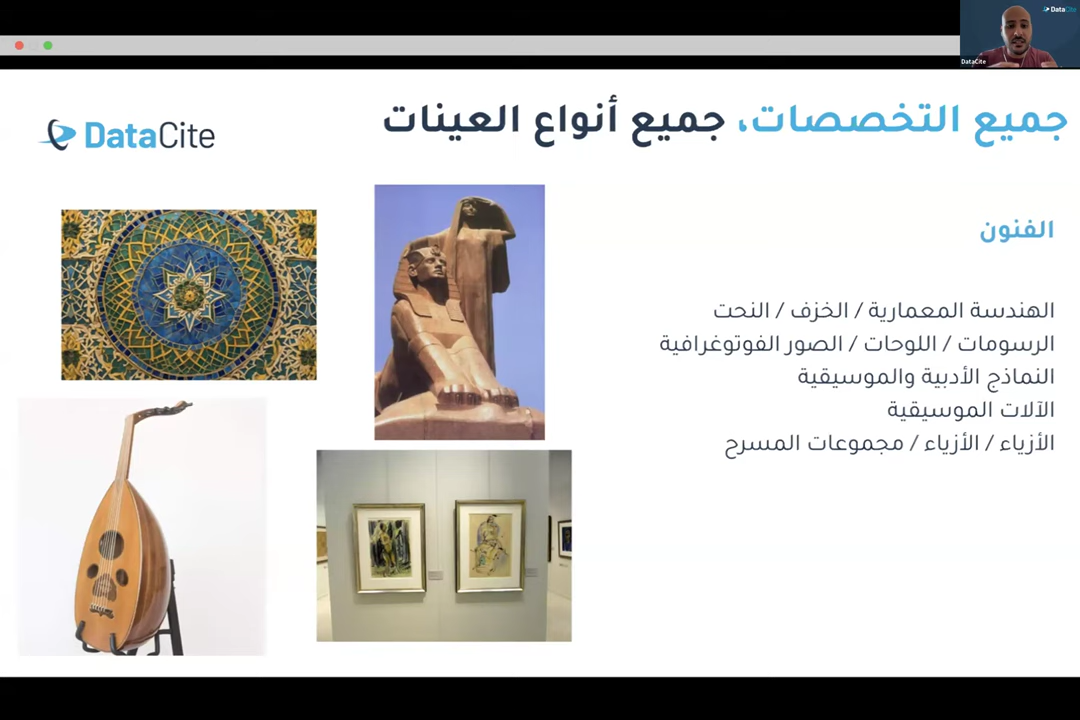 DataCite
DataCite
جميع التخصصات، جميع أنواع العينات
DataCite
الفنون
الهندسة المعمارية / الخزف / النحت
الرسومات / اللوحات / الصور الفوتوغرافية
النماذج الأدبية والموسيقية
الآلات الموسيقية
الأزياء / الأزياء / مجموعات المسرح